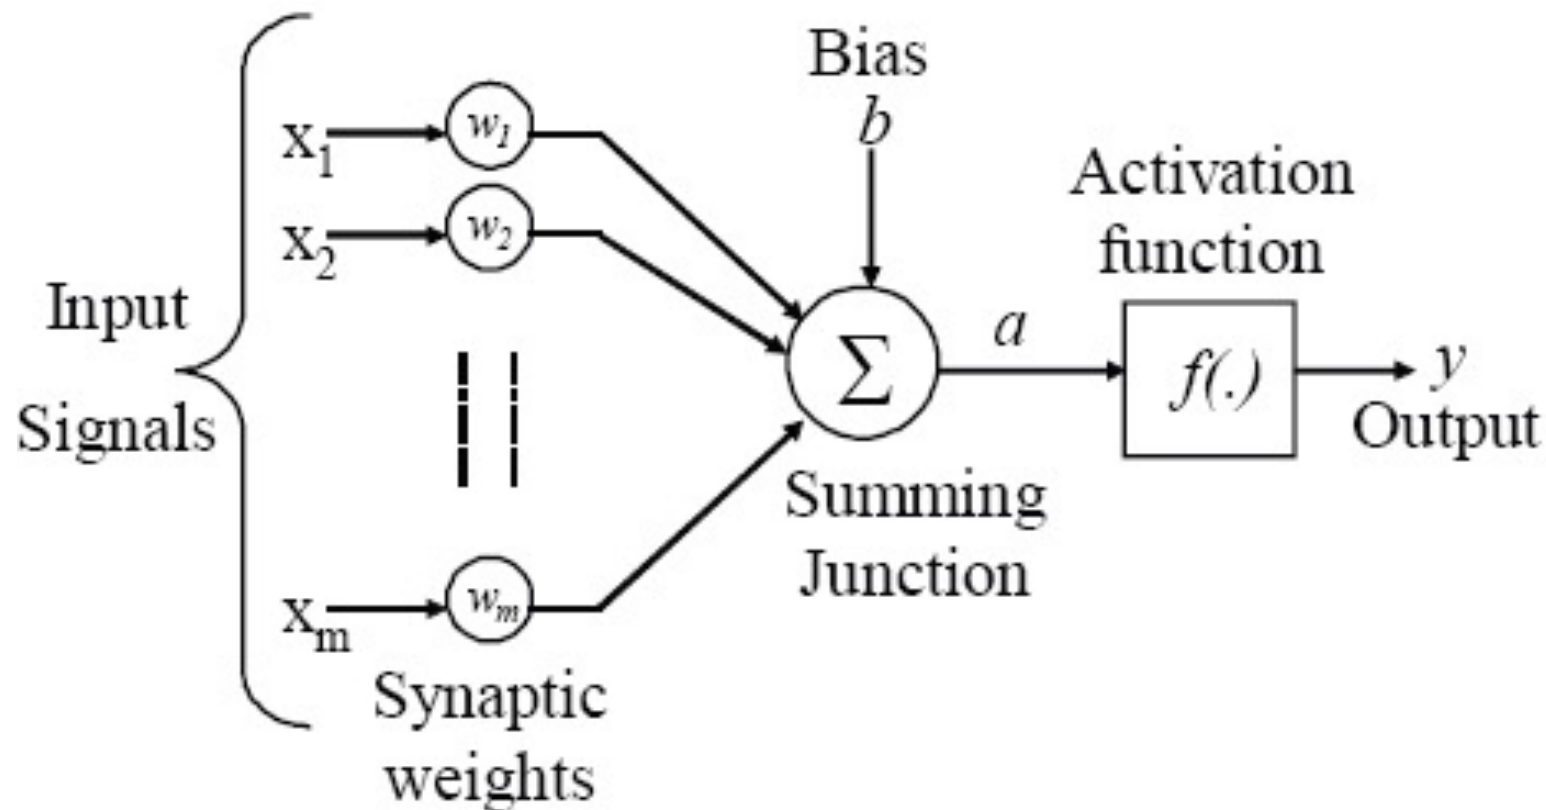 Bias
b
x1
w1
x2
w2
Activation
function
Input
Signals
Σ
a
f(.)
y
Output
Summing
Junction
xm
wm
Synaptic
weights